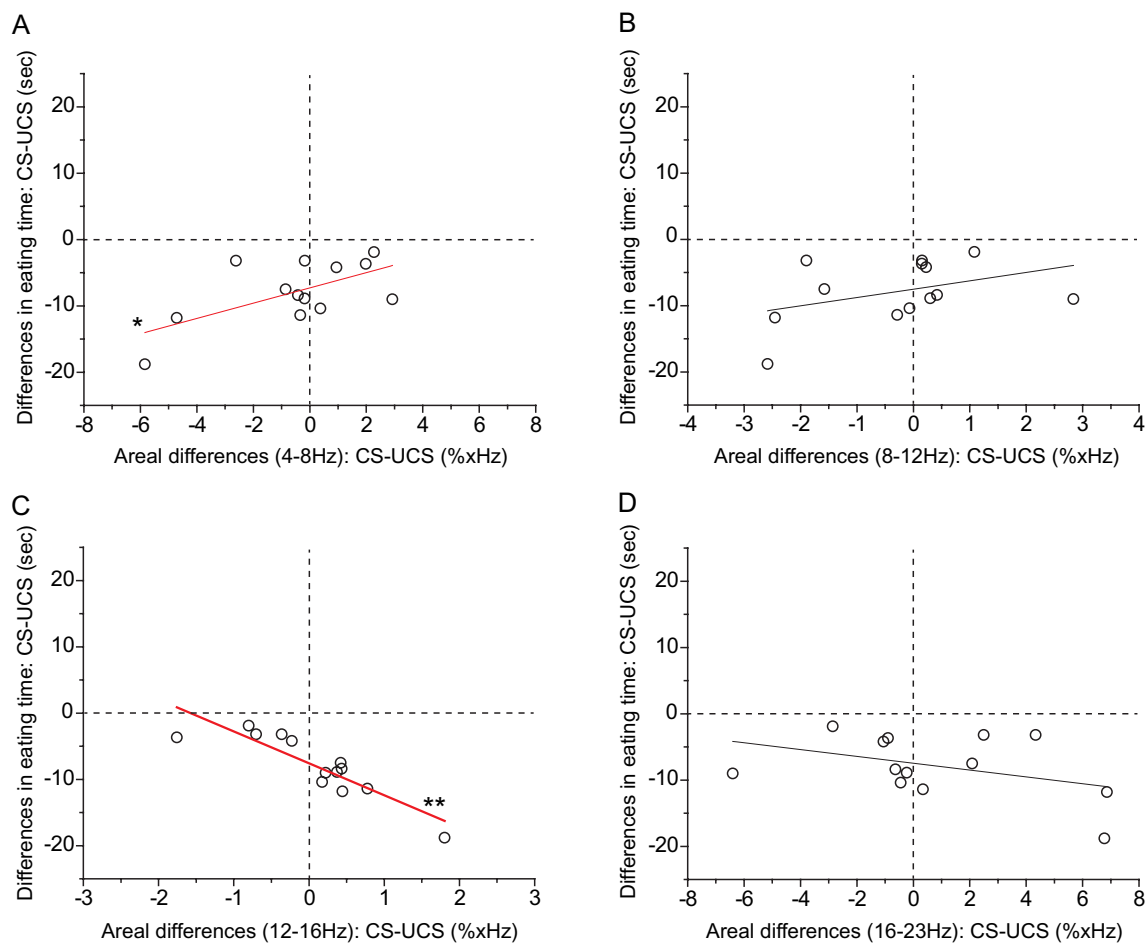 A
Differences in eating time: CS-UCS (sec)
20
10
0
-10
-20
*
-8 -6 -4 -2 0 2 4 6 8
Areal differences (4-8Hz): CS-UCS (%xHz)
B
Differences in eating time: CS-UCS (sec)
20
10
0
-10
-20
-4 -3 -2 -1 0 1 2 3 4
Areal differences (8-12Hz): CS-UCS (%xHz)
C
Differences in eating time: CS-UCS (sec)
20
10
0
-10
-20
**
-3 -2 -1 0 1 2 3
Areal differences (12-16Hz): CS-UCS (%xHz)
D
Differences in eating time: CS-UCS (sec)
20
10
0
-10
-20
-8 -6 -4 -2 0 2 4 6 8
Areal differences (16-23Hz): CS-UCS (%xHz)